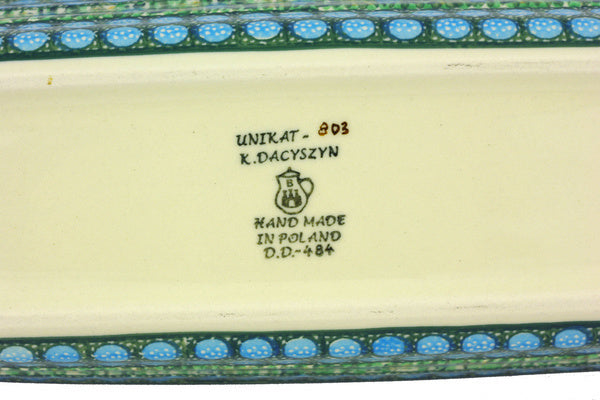 UNIKAT - 803
K. DACYSZYN
B
HAND MADE
IN POLAND
D.D.-484